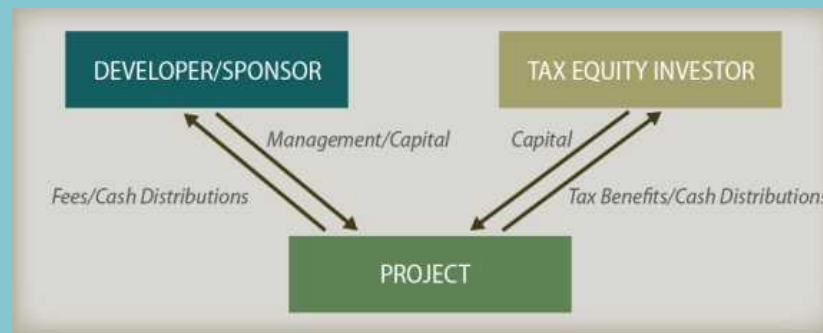 DEVELOPER/SPONSOR
TAX EQUITY INVESTOR
Management/Capital
Capital
Fees/Cash Distributions
Tax Benefits/Cash Distributions
PROJECT